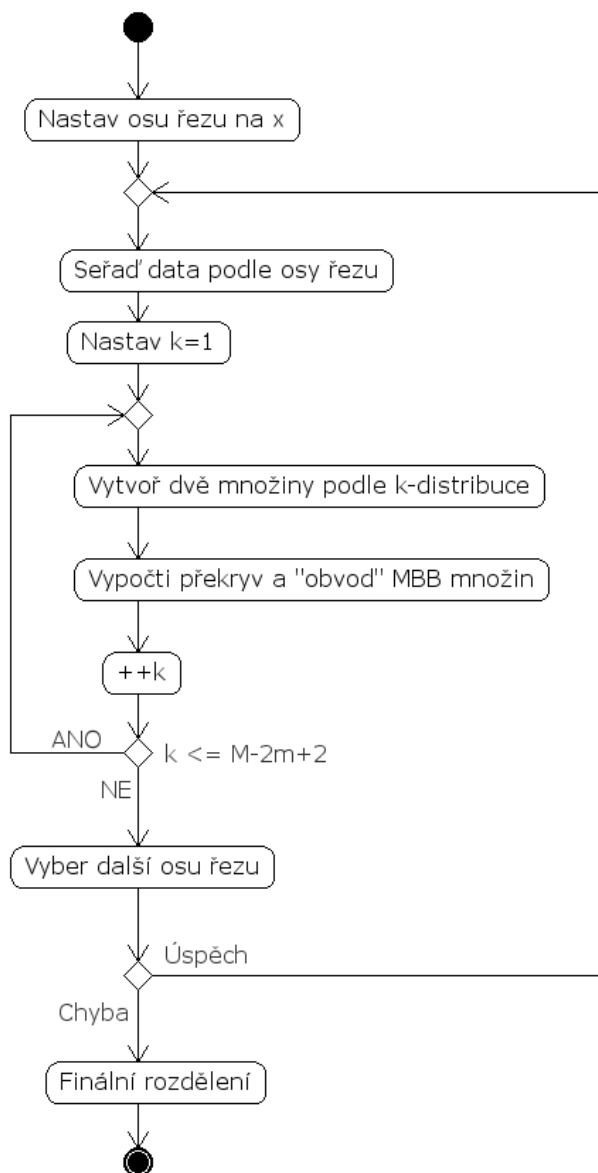 Nastav osu řezu na x
Seřaď data podle osy řezu
Nastav k=1
Vytvoř dvě množiny podle k-distribuce
Vypočti překryv a "obvod" MBB množin
++k
ANO
k <= M-2m+2
NE
Vyber další osu řezu
Úspěch
Chyba
Finální rozdělení